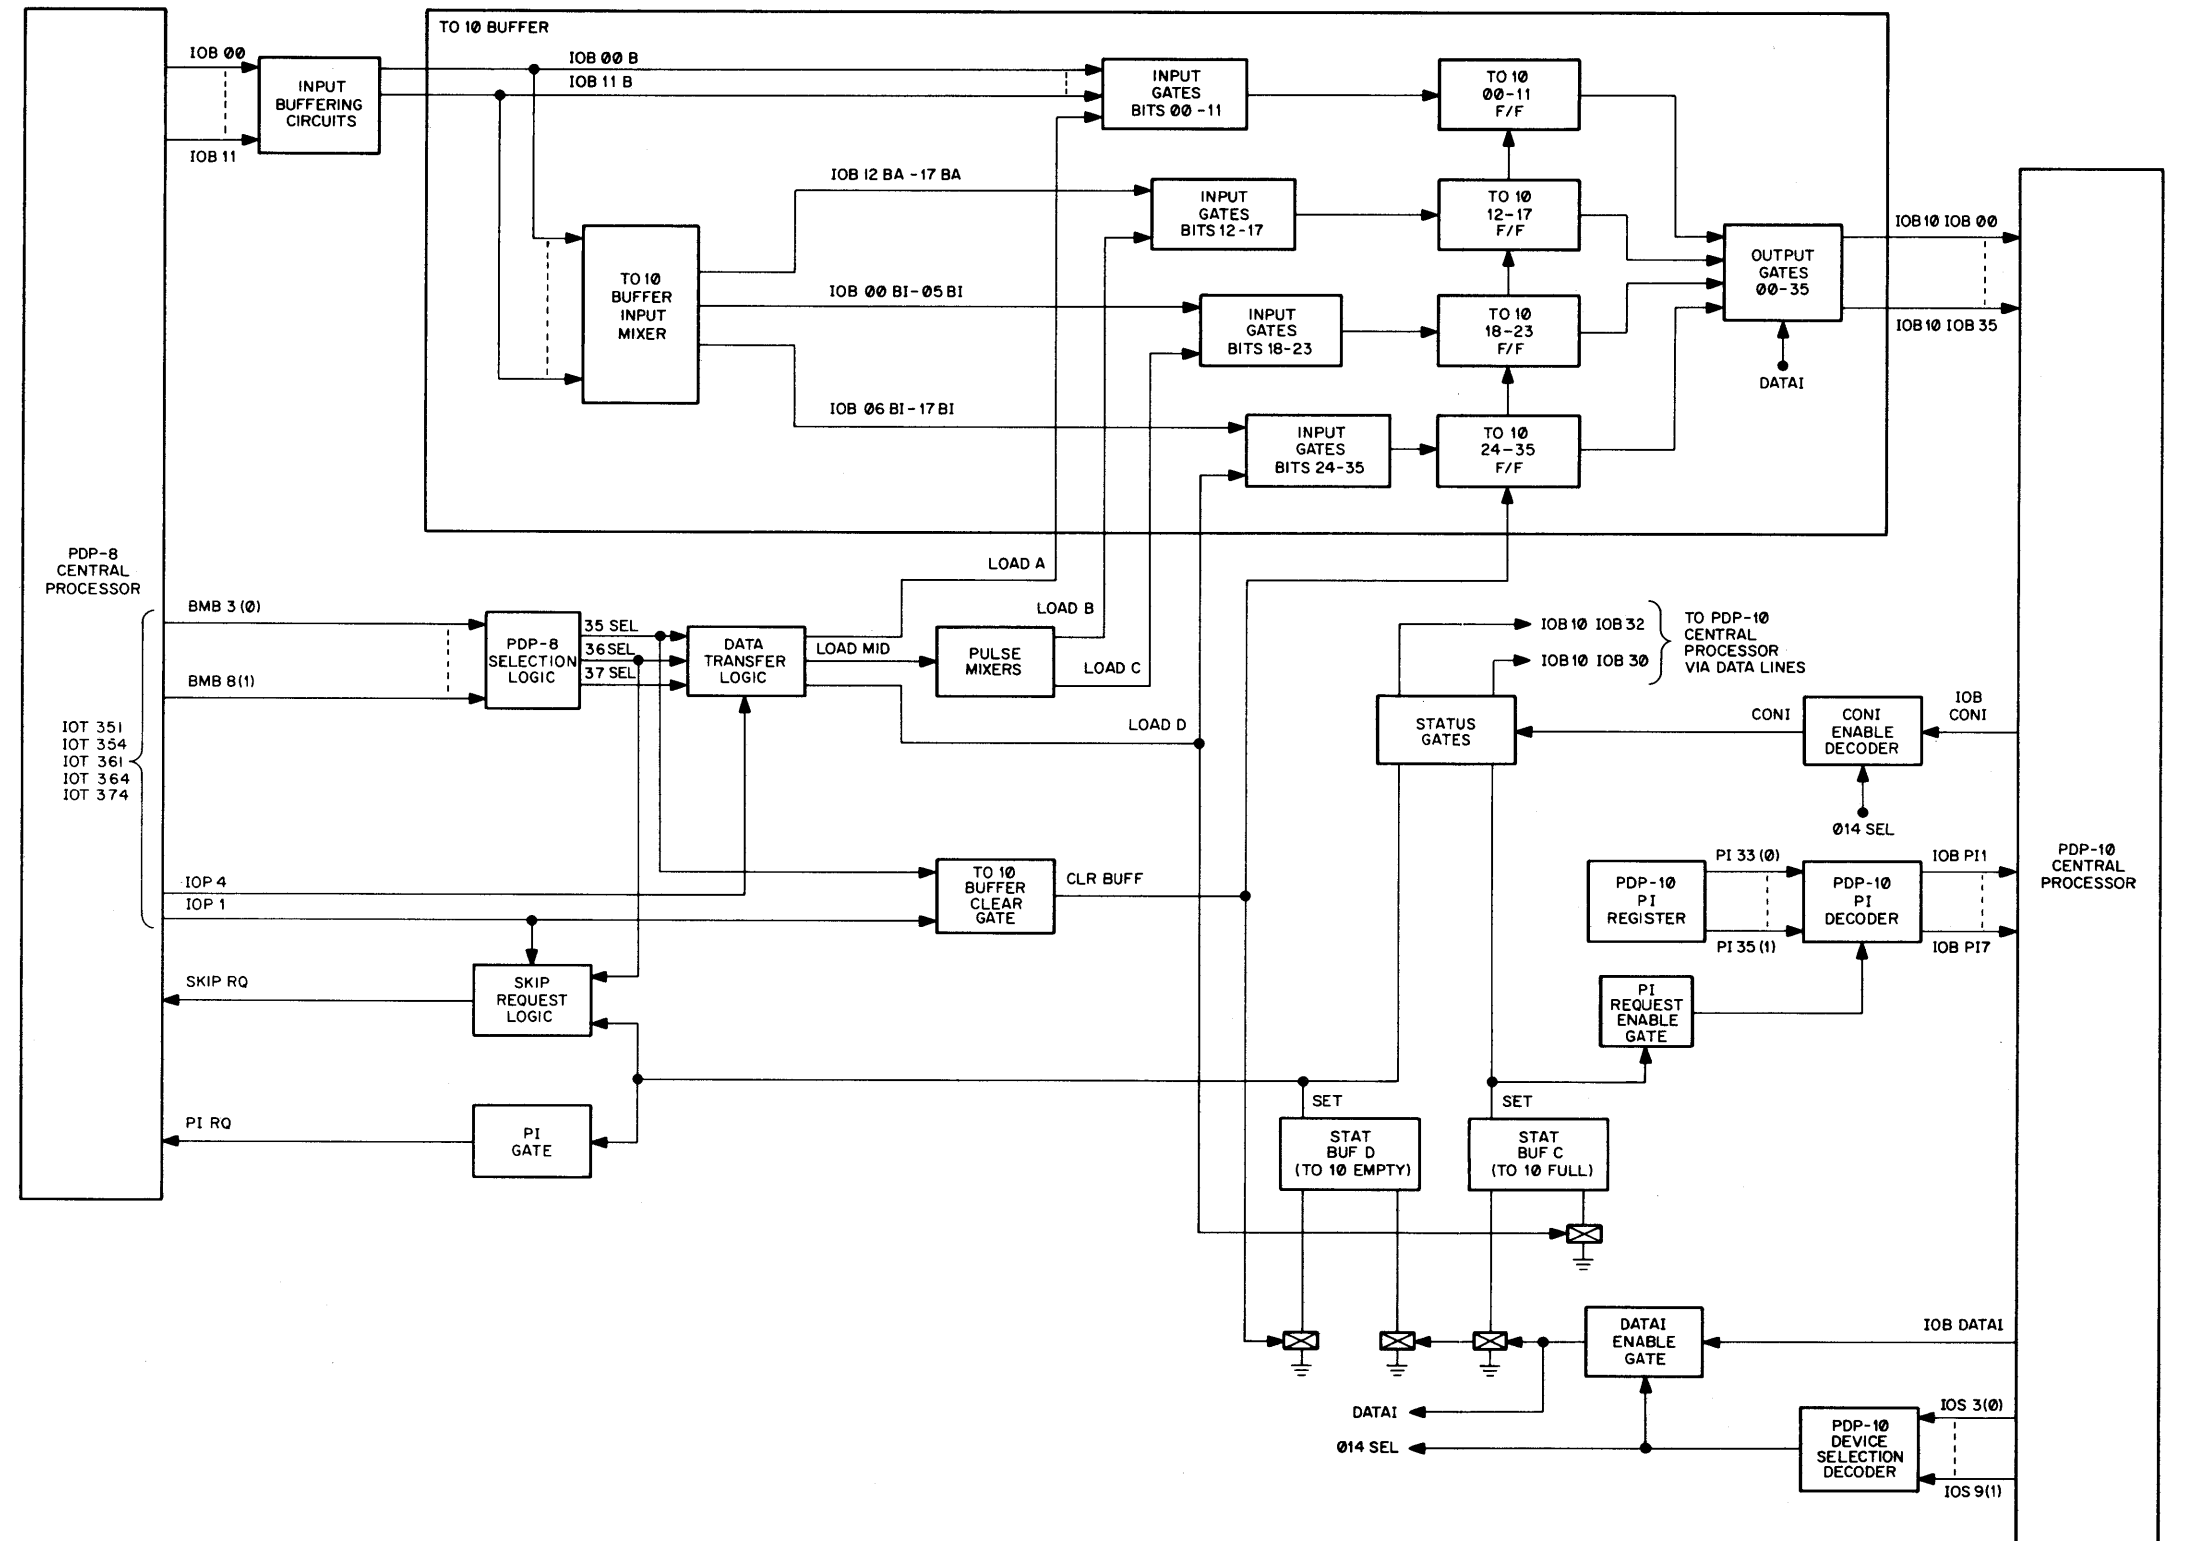 TO 10 BUFFER
IOB 00
IOB 11
INPUT
BUFFERING
CIRCUITS
IOB 00 B
IOB 11 B
INPUT
GATES
BITS 00 -11
TO 10
00-11
F/F
IOB 12 BA -17 BA
INPUT
GATES
BITS 12-17
TO 10
12-17
F/F
TO 10
BUFFER
INPUT
MIXER
IOB 00 BI-05 BI
INPUT
GATES
BITS 18-23
TO 10
18-23
F/F
IOB 06 BI-17 BI
INPUT
GATES
BITS 24-35
TO 10
24-35
F/F
OUTPUT
GATES
00-35
DATAI
IOB10 IOB 00
IOB10 IOB 35
PDP-8
CENTRAL
PROCESSOR
BMB 3 (0)
BMB 8(1)
IOT 351
IOT 354
IOT 361
IOT 364
IOT 374
PDP-8
SELECTION
LOGIC
35 SEL
36 SEL
37 SEL
DATA
TRANSFER
LOGIC
LOAD A
LOAD MID
LOAD B
PULSE
MIXERS
LOAD C
LOAD D
IOB10 IOB 32
IOB10 IOB 30
TO PDP-10
CENTRAL
PROCESSOR
VIA DATA LINES
STATUS
GATES
CONI
CONI
ENABLE
DECODER
IOB
CONI
014 SEL
IOP 4
IOP 1
TO 10
BUFFER
CLEAR
GATE
CLR BUFF
PDP-10
PI
REGISTER
PI 33 (0)
PI 35 (1)
PDP-10
PI
DECODER
IOB PI1
IOB PI7
PDP-10
CENTRAL
PROCESSOR
SKIP RQ
SKIP
REQUEST
LOGIC
PI
REQUEST
ENABLE
GATE
PI RQ
PI
GATE
SET
STAT
BUF D
(TO 10 EMPTY)
SET
STAT
BUF C
(TO 10 FULL)
DATAI
ENABLE
GATE
IOB DATAI
DATAI
014 SEL
PDP-10
DEVICE
SELECTION
DECODER
IOS 3(0)
IOS 9(1)